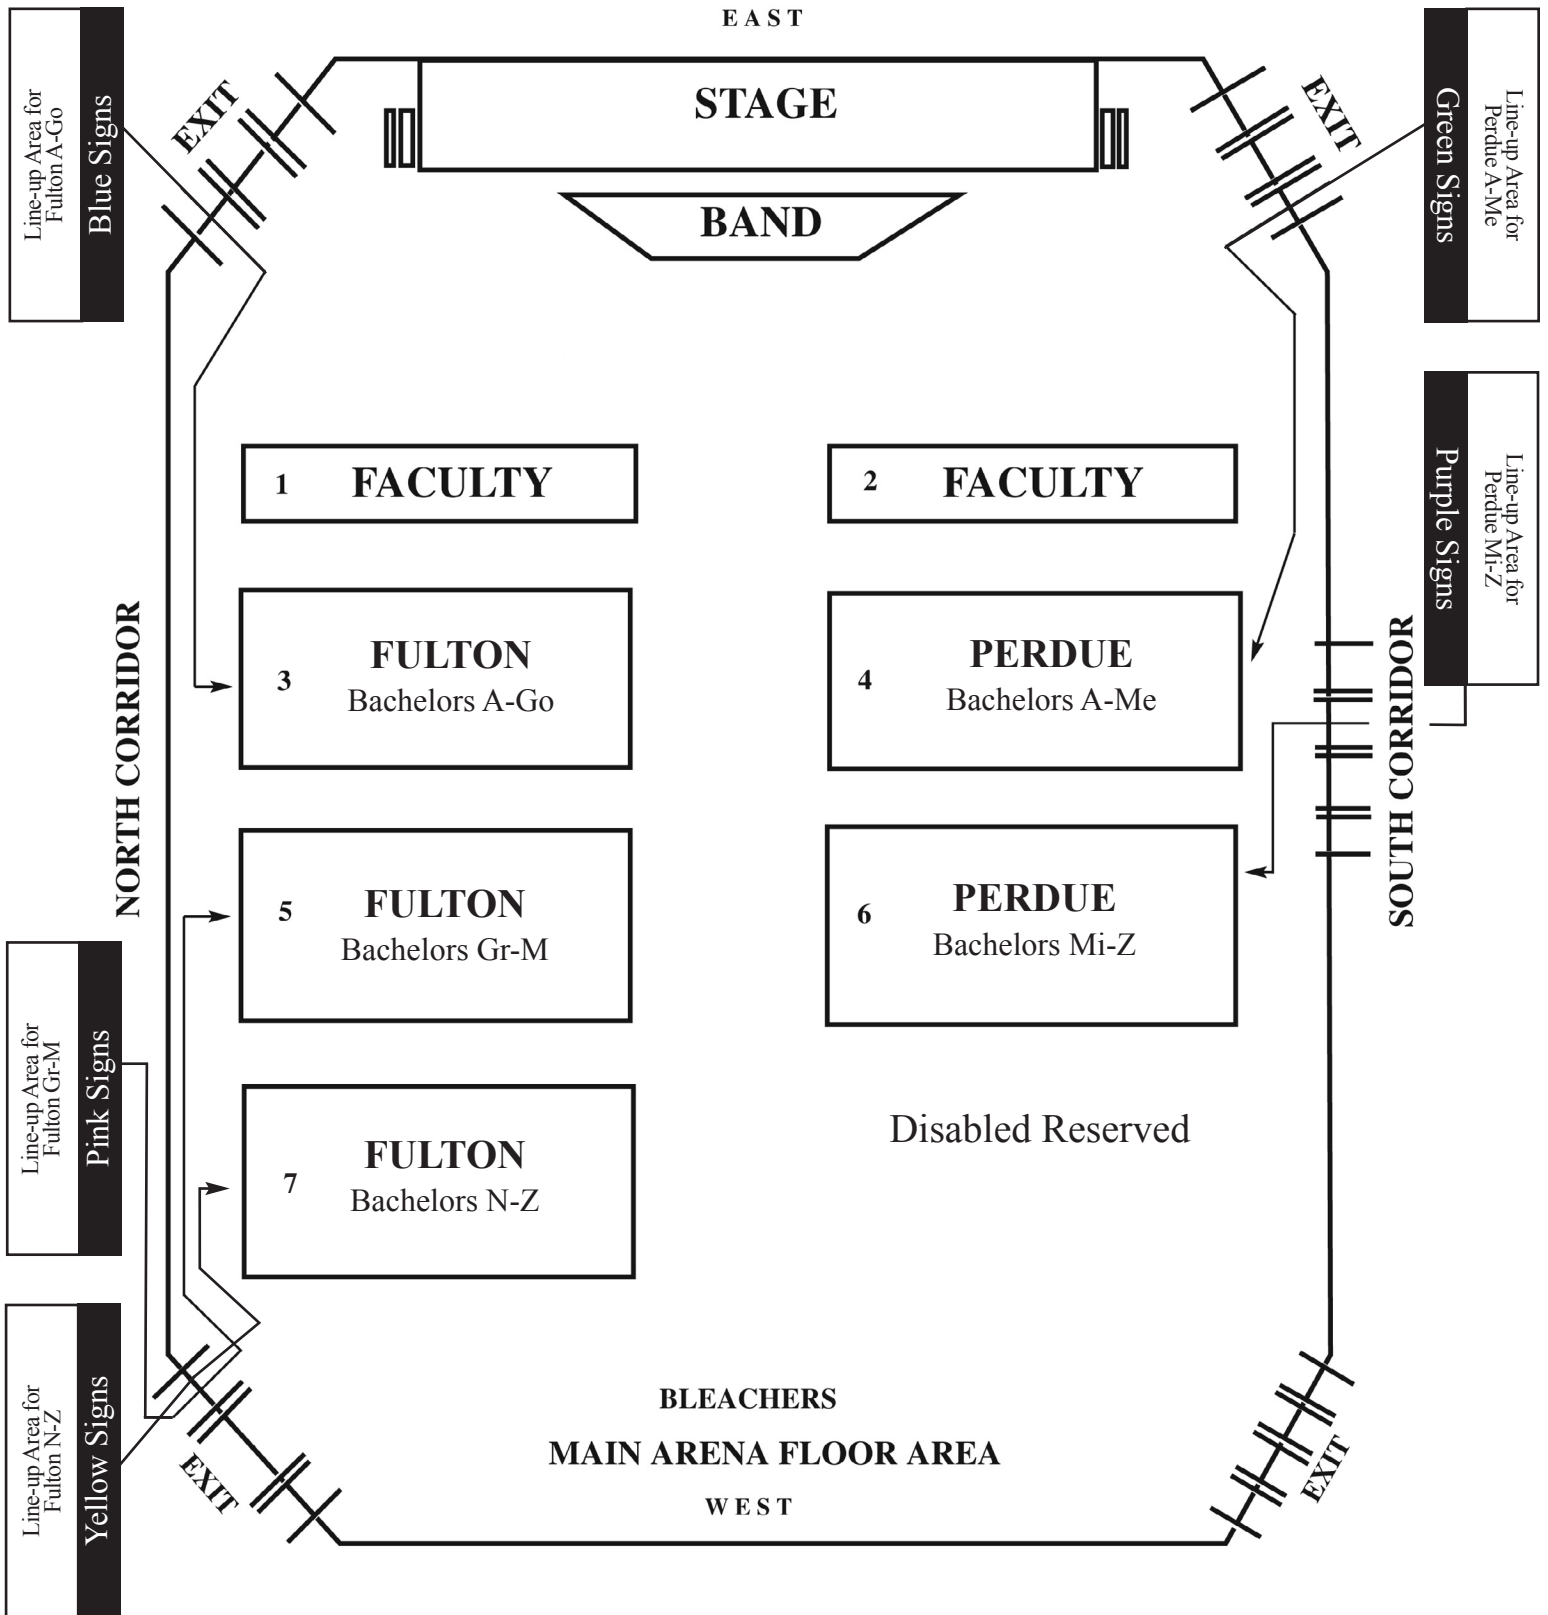 EAST
Line-up Area for
Fulton A-Go
Blue Signs
EXIT
STAGE
BAND
EXIT
Green Signs
Line-up Area for
Perdue A-Me
Purple Signs
Line-up Area for
Perdue Mi-Z
1 FACULTY
2 FACULTY
NORTH CORRIDOR
3 FULTON
Bachelors A-Go
4 PERDUE
Bachelors A-Me
SOUTH CORRIDOR
5 FULTON
Bachelors Gr-M
6 PERDUE
Bachelors Mi-Z
Line-up Area for
Fulton Gr-M
Pink Signs
7 FULTON
Bachelors N-Z
Disabled Reserved
Line-up Area for
Fulton N-Z
Yellow Signs
EXIT
BLEACHERS
MAIN ARENA FLOOR AREA
WEST
EXIT